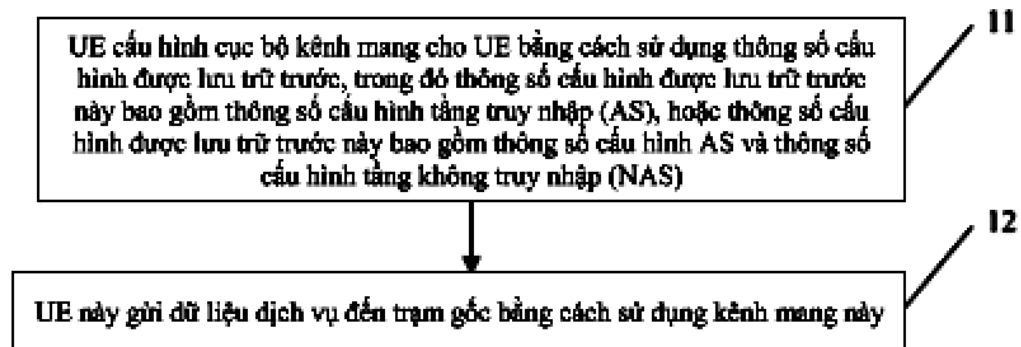 UE cấu hình cục bộ kênh mang cho UE bằng cách sử dụng thông số cấu
hình được lưu trữ trước, trong đó thông số cấu hình được lưu trữ trước
này bao gồm thông số cấu hình tầng truy nhập (AS), hoặc thông số cấu
hình được lưu trữ trước này bao gồm thông số cấu hình AS và thông số
cấu hình tầng không truy nhập (NAS)
11
UE này gửi dữ liệu dịch vụ đến trạm gốc bằng cách sử dụng kênh mang này
12